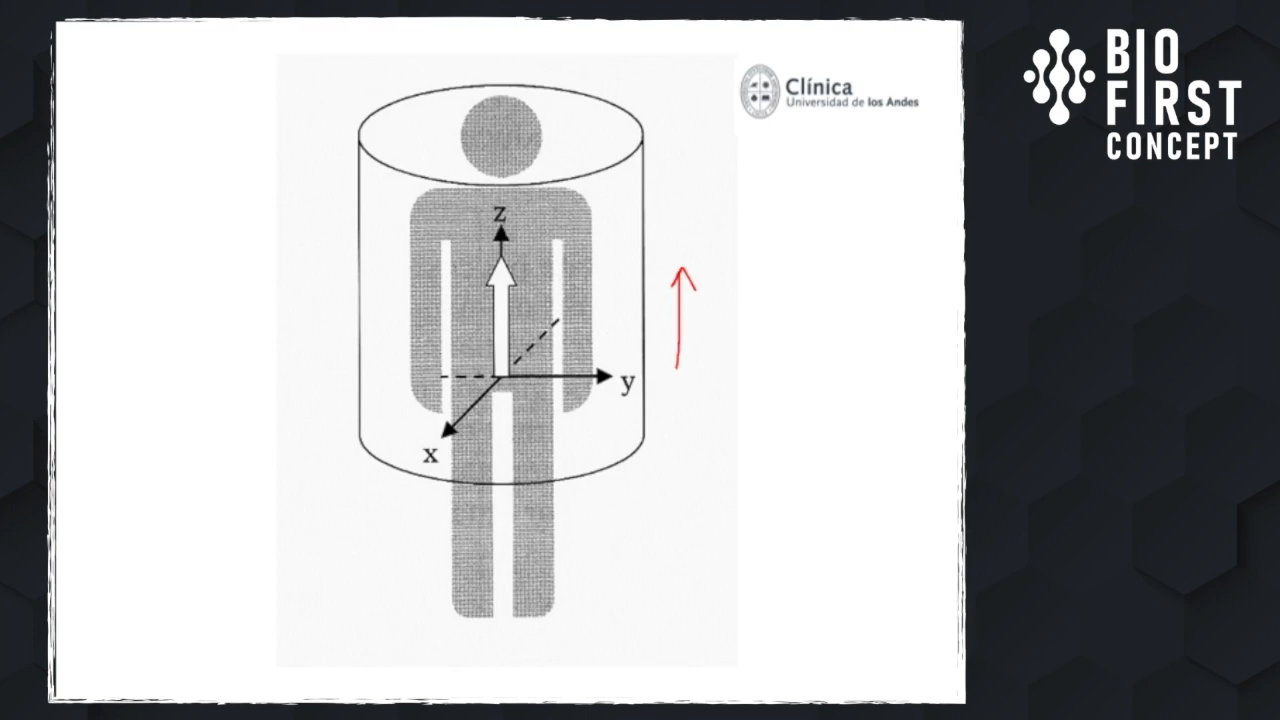 Clínica
Universidad de los Andes
BIO
FIRST
CONCEPT
z
y
x